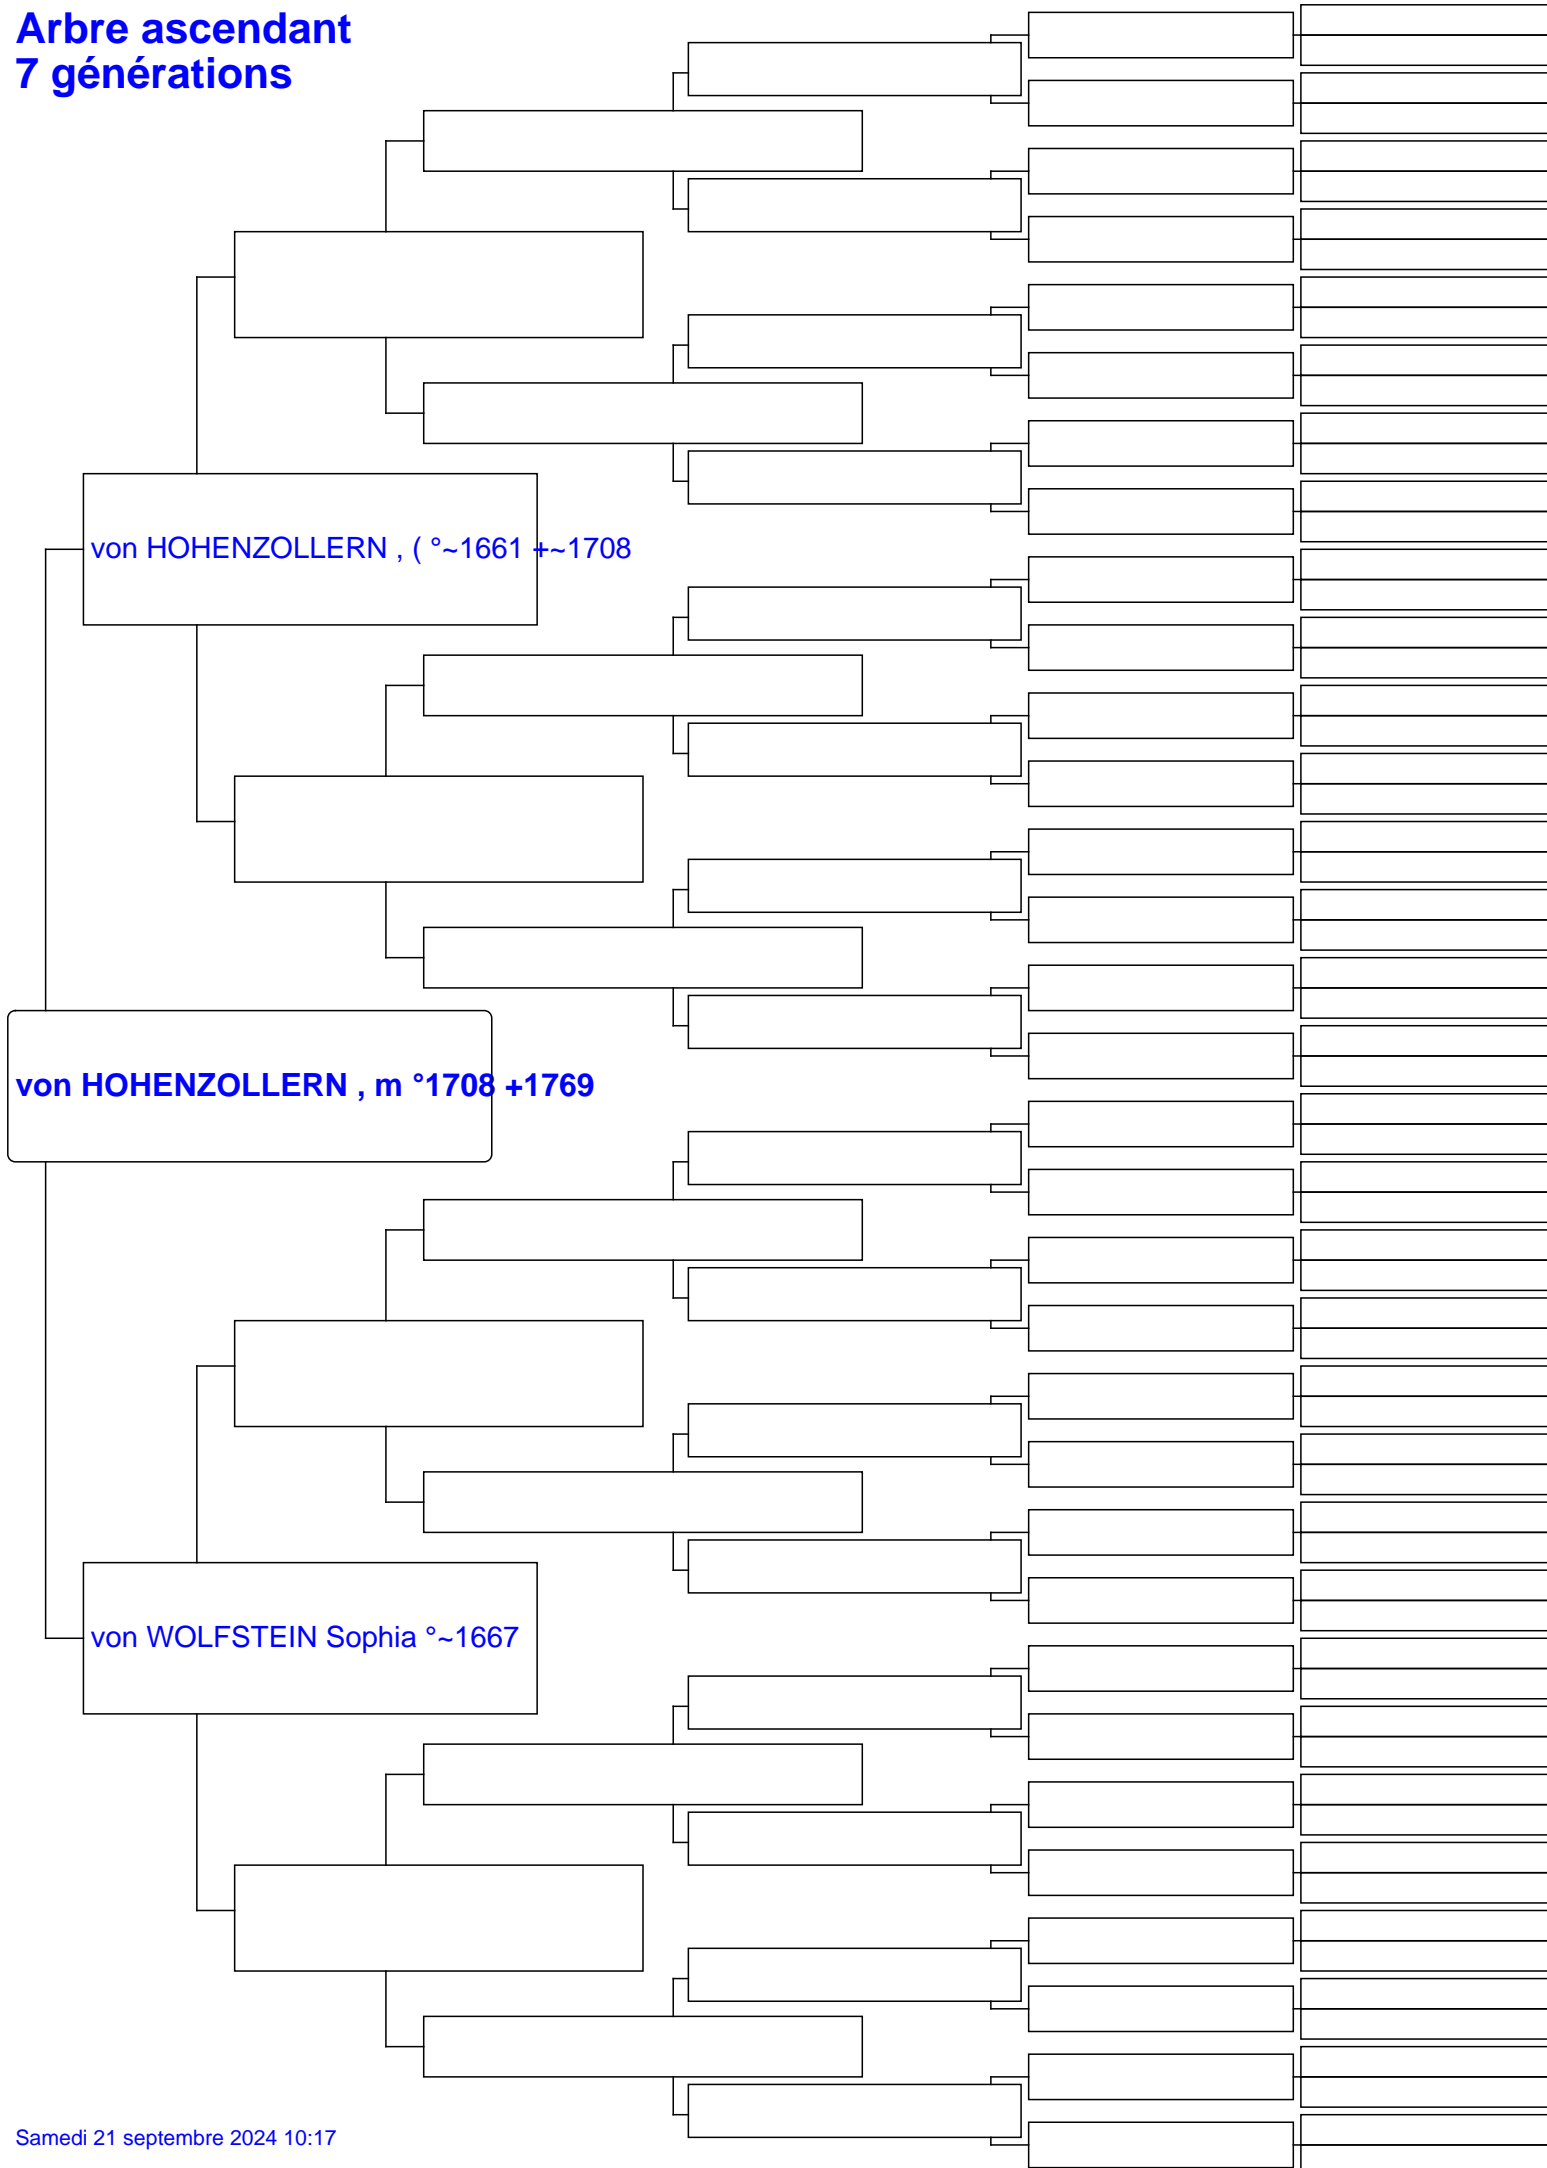 Arbre ascendant
7 générations
von HOHENZOLLERN , ( °~1661 +~1708
von HOHENZOLLERN , m °1708 +1769
von WOLFSTEIN Sophia °~1667
Samedi 21 septembre 2024 10:17